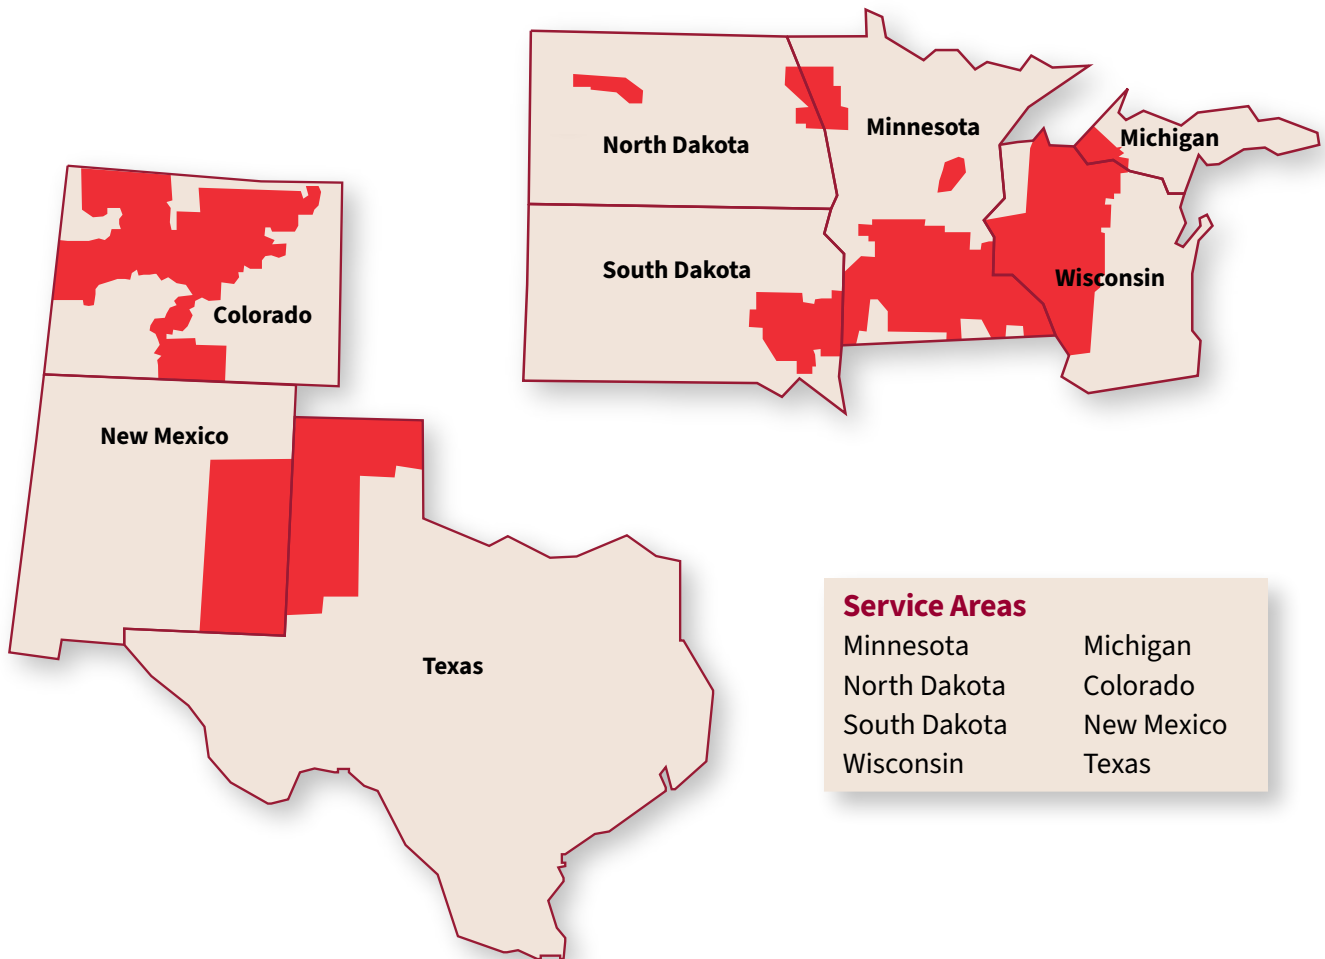 Minnesota
Michigan
North Dakota
South Dakota
Wisconsin
Colorado
New Mexico
Texas
Service Areas
Minnesota
North Dakota
South Dakota
Wisconsin
Michigan
Colorado
New Mexico
Texas